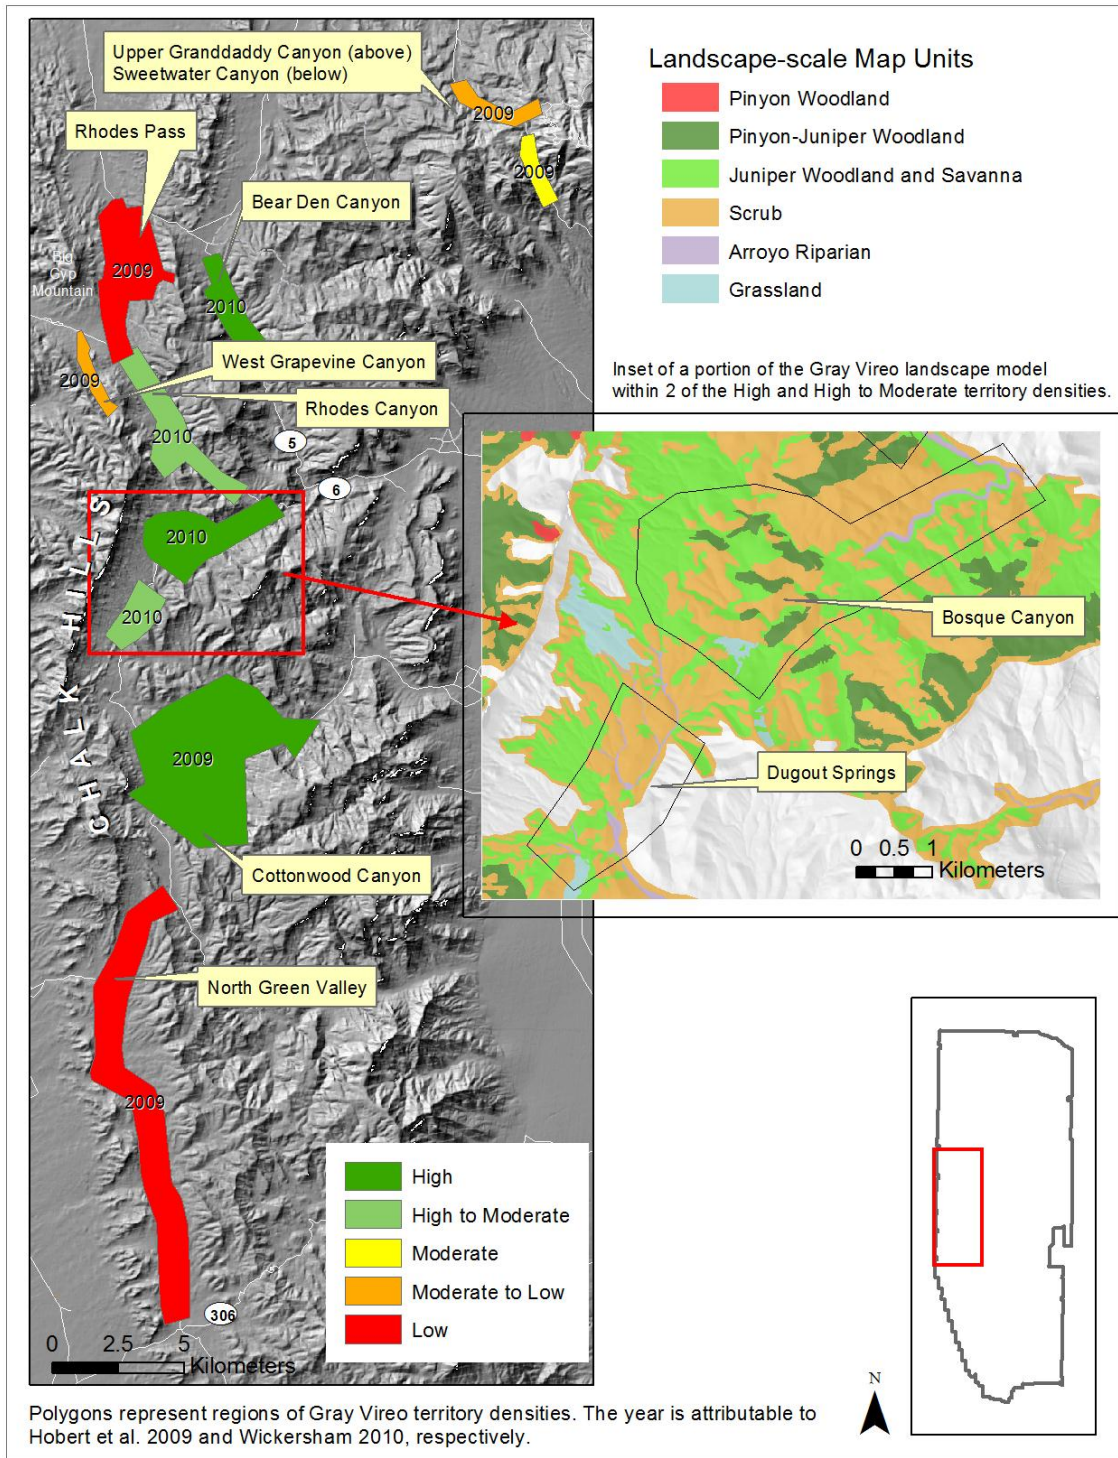 Upper Granddaddy Canyon (above)
Sweetwater Canyon (below)
Rhodes Pass
Bear Den Canyon
2009
2009
2009
Big
Gyp
Mountain
2010
West Grapevine Canyon
2009
Rhodes Canyon
2010
5
6
2010
2010
CHALK HILLS
2009
Cottonwood Canyon
North Green Valley
2009
306
High
High to Moderate
Moderate
Moderate to Low
Low
0 2.5 5
Kilometers
Landscape-scale Map Units
Pinyon Woodland
Pinyon-Juniper Woodland
Juniper Woodland and Savanna
Scrub
Arroyo Riparian
Grassland
Inset of a portion of the Gray Vireo landscape model
within 2 of the High and High to Moderate territory densities.
Bosque Canyon
Dugout Springs
0 0.5 1
Kilometers
N
Polygons represent regions of Gray Vireo territory densities. The year is attributable to
Hobert et al. 2009 and Wickersham 2010, respectively.